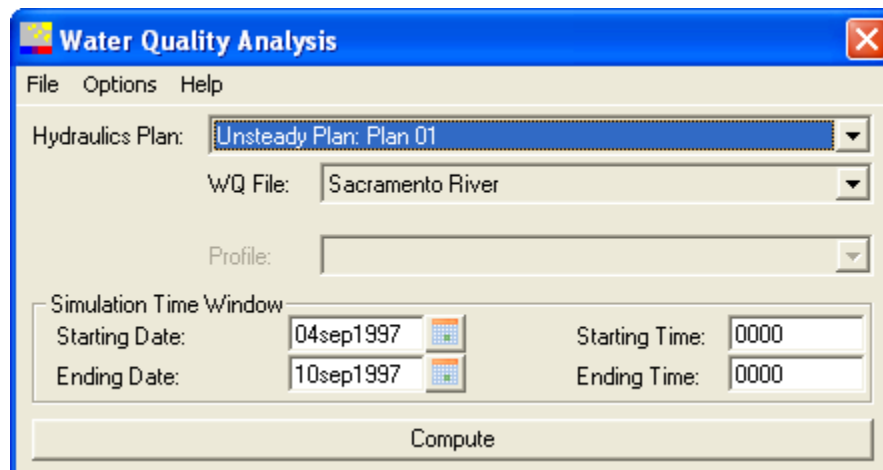 Water Quality Analysis
File Options Help
Hydraulics Plan: Unsteady Plan: Plan 01
WQ File: Sacramento River
Profile:
Simulation Time Window
Starting Date: 04sep1997 Starting Time: 0000
Ending Date: 10sep1997 Ending Time: 0000
Compute